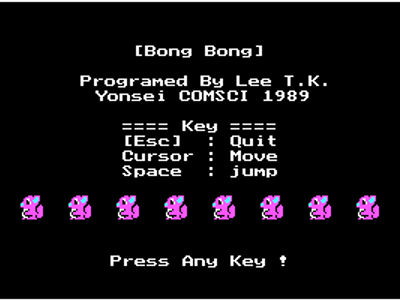 [Bong Bong]
Programed By Lee T.K.
Yonsei COMSCI 1989
==== Key ====
[Esc] : Quit
Cursor : Move
Space : jump
Press Any Key !